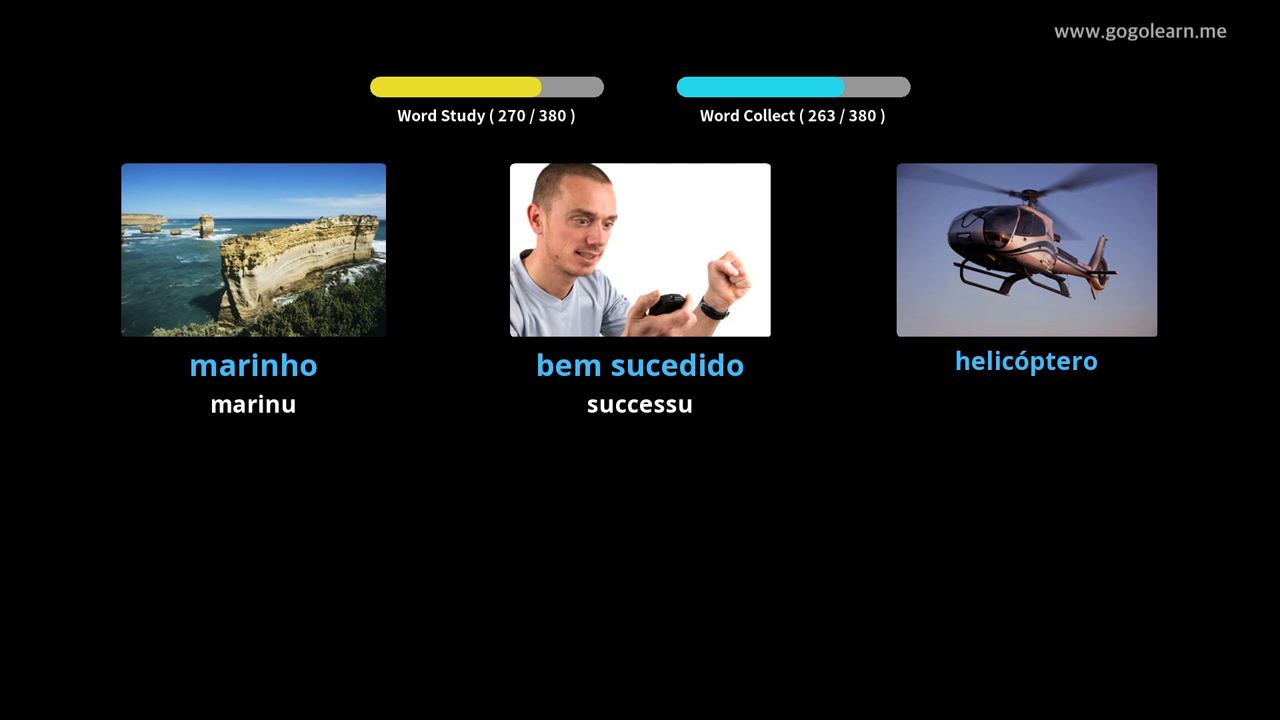 www.gogolearn.me
Word Study ( 270 / 380 )
Word Collect ( 263 / 380 )
marinho
marinu
bem sucedido
successu
helicóptero